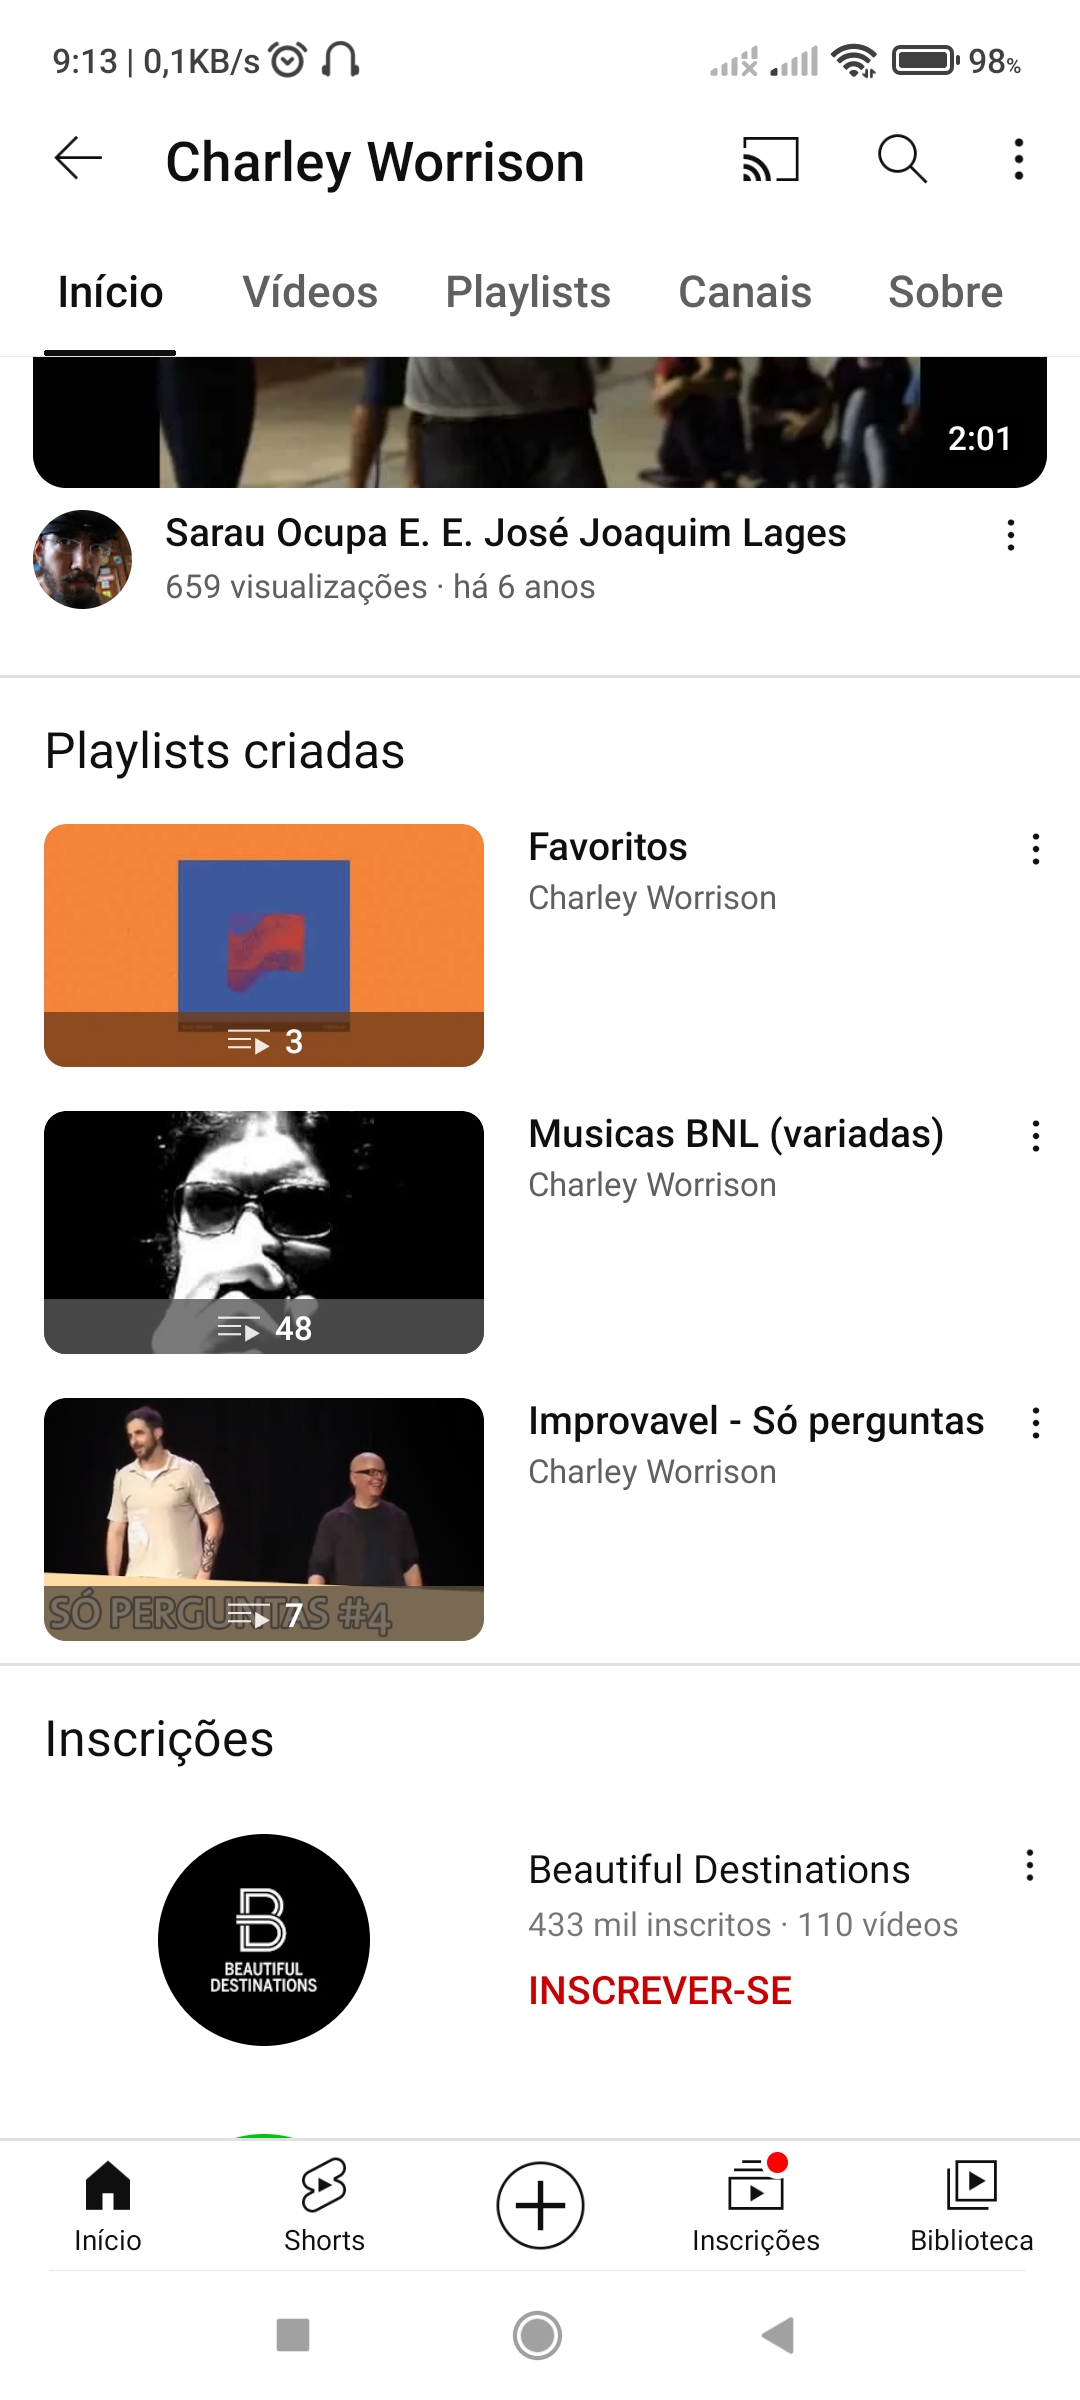 9:13 | 0,1KB/s 98%
Charley Worrison
Início Vídeos Playlists Canais Sobre
2:01
Sarau Ocupa E. E. José Joaquim Lages
659 visualizações · há 6 anos
Playlists criadas
Favoritos
Charley Worrison
3
Musicas BNL (variadas)
Charley Worrison
48
Improvavel - Só perguntas
Charley Worrison
SÓ PERGUNTAS #4
7
Inscrições
Beautiful Destinations
433 mil inscritos · 110 vídeos
INSCREVER-SE
B
BEAUTIFUL
DESTINATIONS
Início Shorts Inscrições Biblioteca